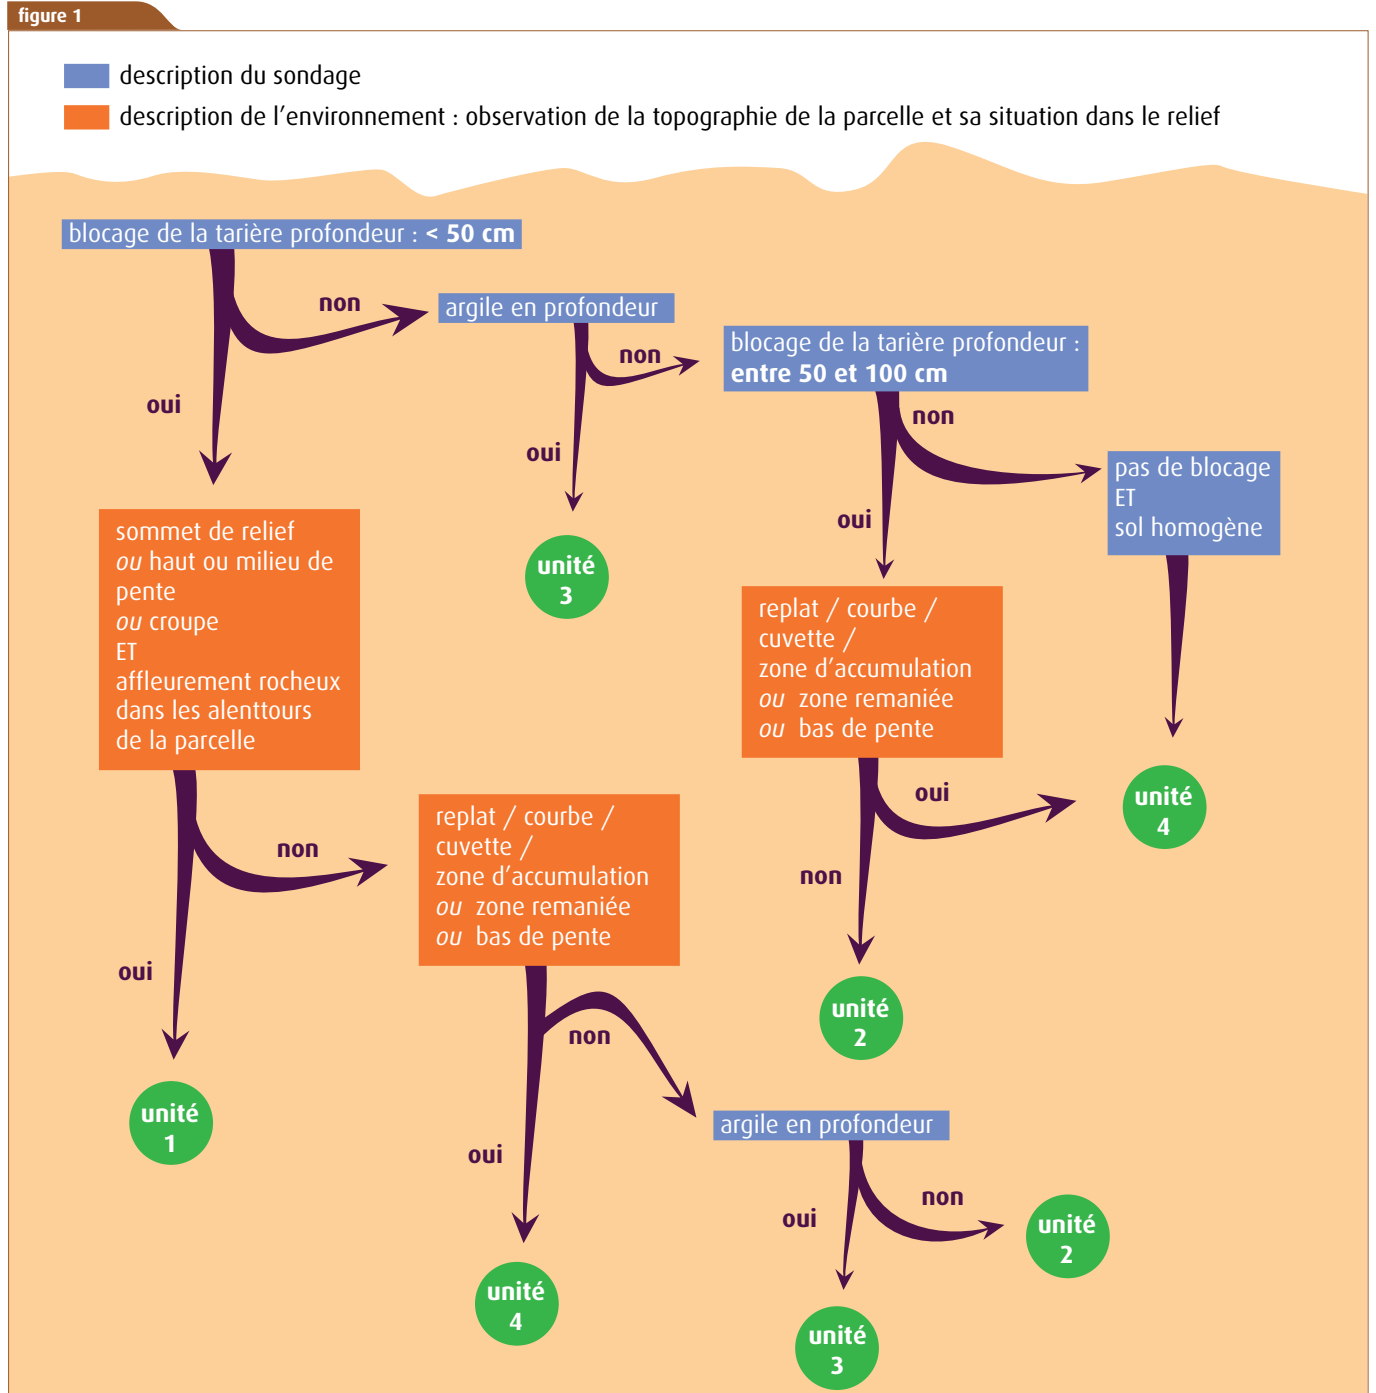 figure 1
description du sondage
description de l'environnement : observation de la topographie de la parcelle et sa situation dans le relief
blocage de la tarière profondeur : < 50 cm
non
argile en profondeur
non
blocage de la tarière profondeur :
entre 50 et 100 cm
oui
oui
non
pas de blocage
ET
sol homogène
oui
sommet de relief
ou haut ou milieu de
pente
ou croupe
ET
affleurement rocheux
dans les alenttours
de la parcelle
unité
3
replat / courbe /
cuvette /
zone d'accumulation
ou zone remaniée
ou bas de pente
oui
unité
4
non
replat / courbe /
cuvette /
zone d'accumulation
ou zone remaniée
ou bas de pente
non
oui
unité
2
non
unité
1
argile en profondeur
oui
non
oui
unité
2
unité
4
unité
3